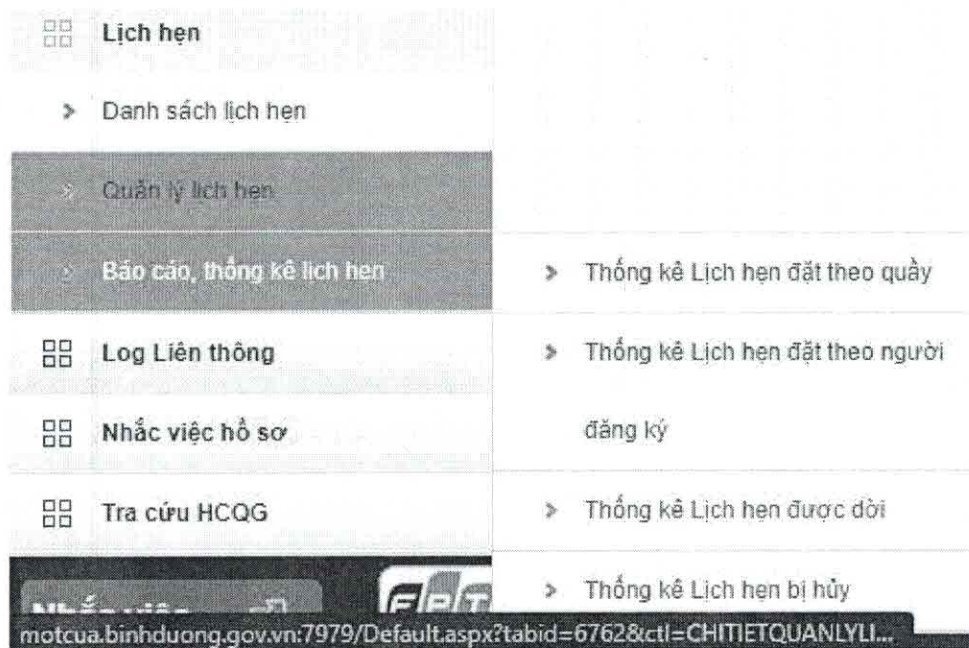 Lịch hẹn
Danh sách lịch hẹn
Quản lý lịch hẹn
Báo cáo, thống kê lịch hẹn
Log Liên thông
Nhắc việc hồ sơ
Tra cứu HCQG
Thống kê Lịch hẹn đặt theo quầy
Thống kê Lịch hẹn đặt theo người
đăng ký
Thống kê Lịch hẹn được dời
Thống kê Lịch hẹn bị hủy
Nhắc việc
FPT
motcua.binhduong.gov.vn:7979/Default.aspx?tabid=6762&ctl=CHITIETQUANLYLI...